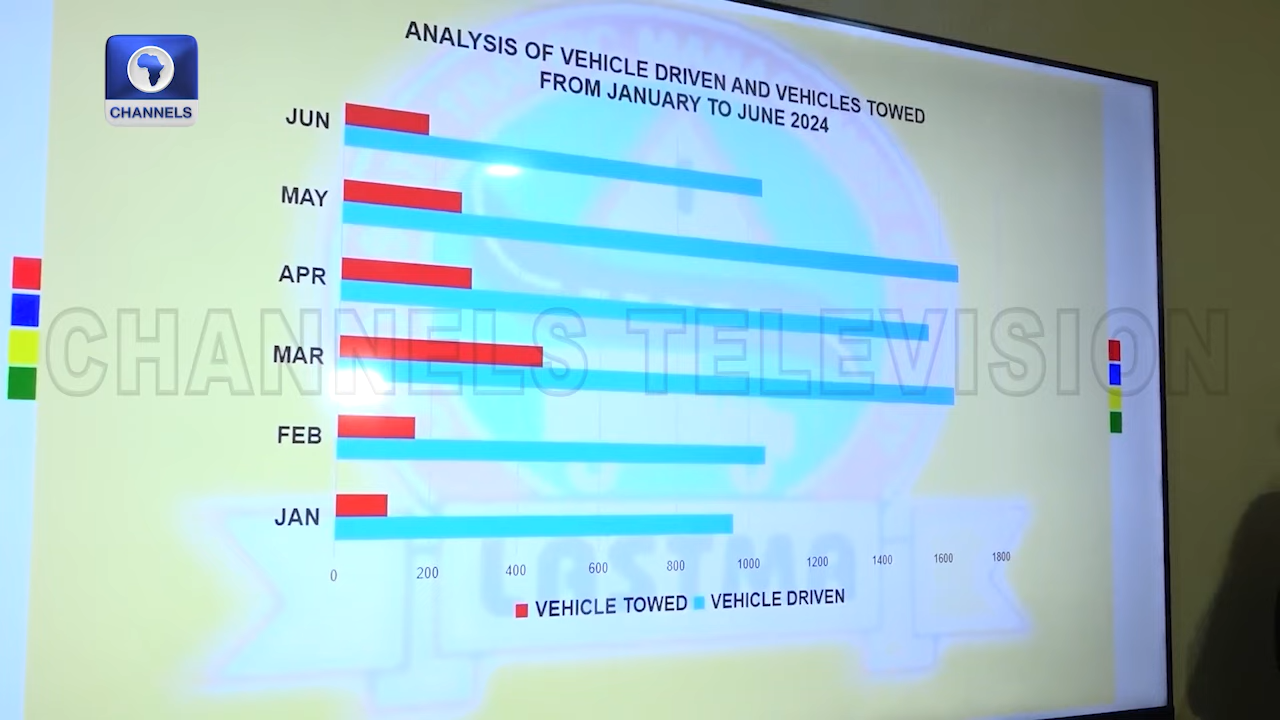 CHANNELS
ANALYSIS OF VEHICLE DRIVEN AND VEHICLES TOWED
FROM JANUARY TO JUNE 2024
JUN
MAY
APR
CHANNELS TELEVISION
MAR
FEB
JAN
0 200 400 600 800 1000 1200 1400 1600 1800
LASTMA
VEHICLE TOWED VEHICLE DRIVEN